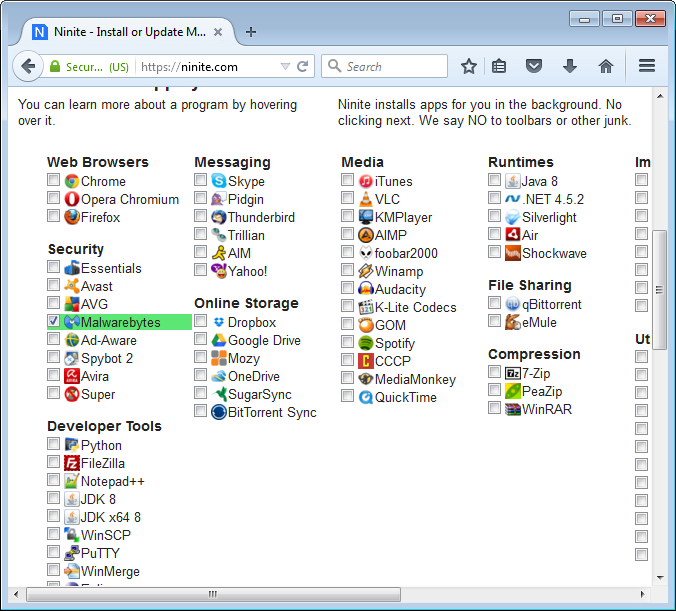 Ninite - Install or Update M...
Secur... (US)
https://ninite.com
Search
You can learn more about a program by hovering
over it.
Ninite installs apps for you in the background. No
clicking next. We say NO to toolbars or other junk.
Web Browsers
Chrome
Opera Chromium
Firefox
Security
Essentials
Avast
AVG
Malwarebytes
Ad-Aware
Spybot 2
Avira
Super
Developer Tools
Python
FileZilla
Notepad++
JDK 8
JDK x64 8
WinSCP
PuTTY
WinMerge
Messaging
Skype
Pidgin
Thunderbird
Trillian
AIM
Yahoo!
Online Storage
Dropbox
Google Drive
Mozy
OneDrive
SugarSync
BitTorrent Sync
Media
iTunes
VLC
KMPlayer
AIMP
foobar2000
Winamp
Audacity
K-Lite Codecs
GOM
Spotify
CCCP
MediaMonkey
QuickTime
Runtimes
Java 8
.NET 4.5.2
Silverlight
Air
Shockwave
File Sharing
qBittorrent
eMule
Compression
7-Zip
PeaZip
WinRAR
Im
Ut